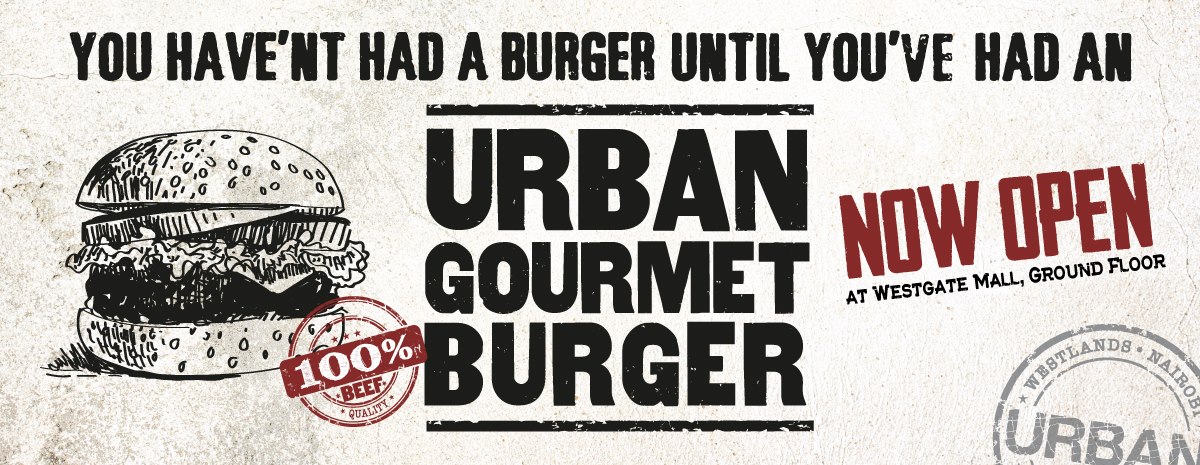 YOU HAVE'NT HAD A BURGER UNTIL YOU'VE HAD AN
URBAN
GOURMET
BURGER
100%
BEEF
QUALITY
NOW OPEN
AT WESTGATE MALL, GROUND FLOOR
WESTLANDS • NAIROB
URBAN